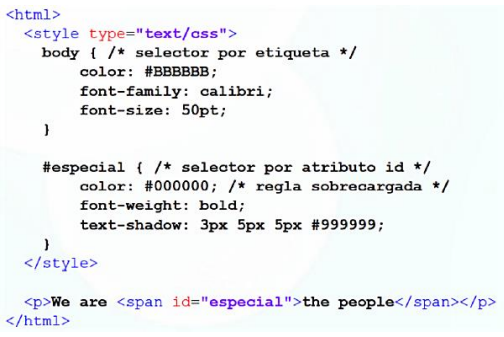 <html>
<style type="text/css">
body { /* selector por etiqueta */
color: #BBBBBB;
font-family: calibri;
font-size: 50pt;
}
#especial { /* selector por atributo id */
color: #000000; /* regla sobrecargada */
font-weight: bold;
text-shadow: 3px 5px 5px #999999;
}
</style>
<p>We are <span id="especial">the people</span></p>
</html>